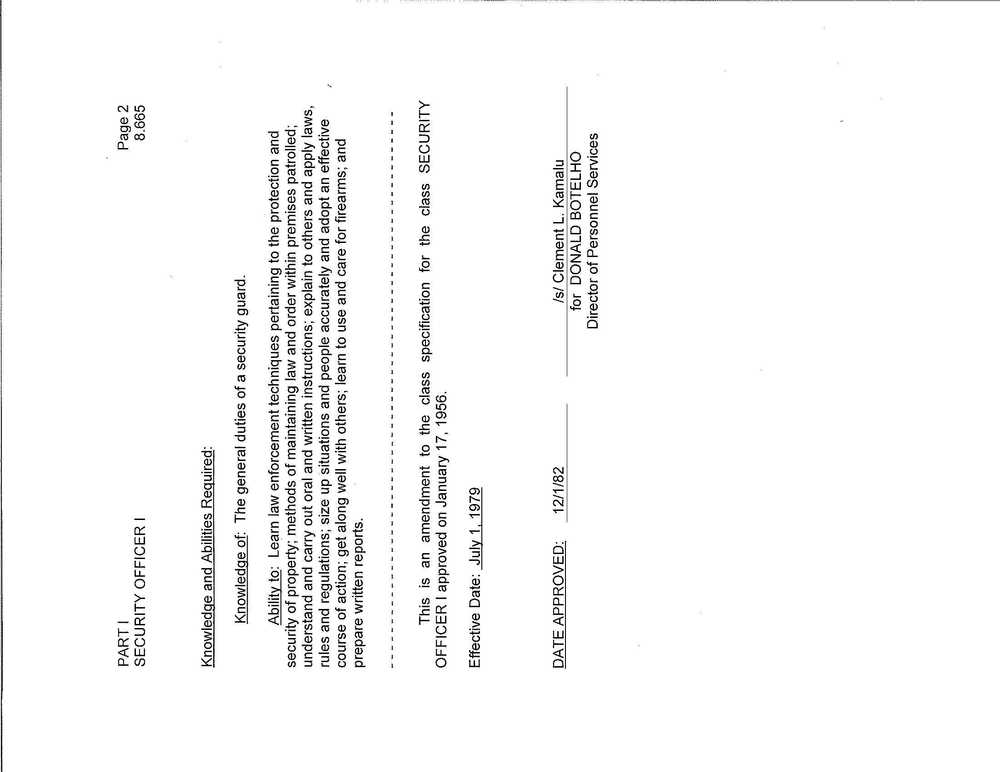 PART I Page 2
SECURITY OFFICER I 8.665
Knowledge and Abilities Required:
Knowledge of: The general duties of a security guard.
Ability to: Learn law enforcement techniques pertaining to the protection and
security of property; methods of maintaining law and order within premises patrolled;
understand and carry out oral and written instructions; explain to others and apply laws,
rules and regulations; size up situations and people accurately and adopt an effective
course of action; get along well with others; learn to use and care for firearms; and
prepare written reports.
This is an amendment to the class specification for the class SECURITY
OFFICER I approved on January 17, 1956.
Effective Date: July 1, 1979
DATE APPROVED: 12/1/82 /s/ Clement L. Kamalu
for DONALD BOTELHO
Director of Personnel Services